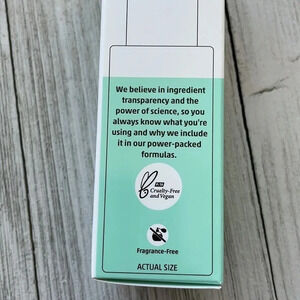 We believe in ingredient
transparency and the
power of science, so you
always know what you're
using and why we include
it in our power-packed
formulas.
Cruelty-Free
and Vegan
Fragrance-Free
ACTUAL SIZE